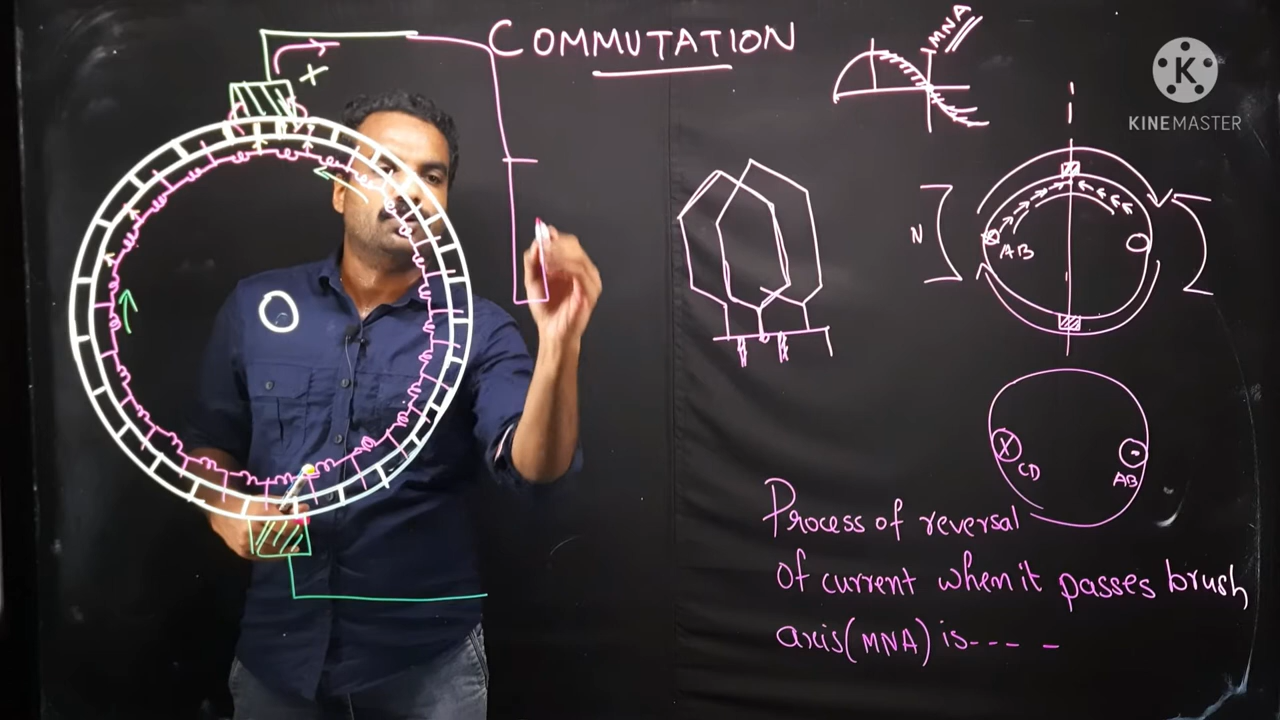 COMMUTATION
MNA
KINEMASTER
K
X
N
AB
X
CD
AB
Process of reversal
of current when it passes brush
axis (MNA) is - - - -